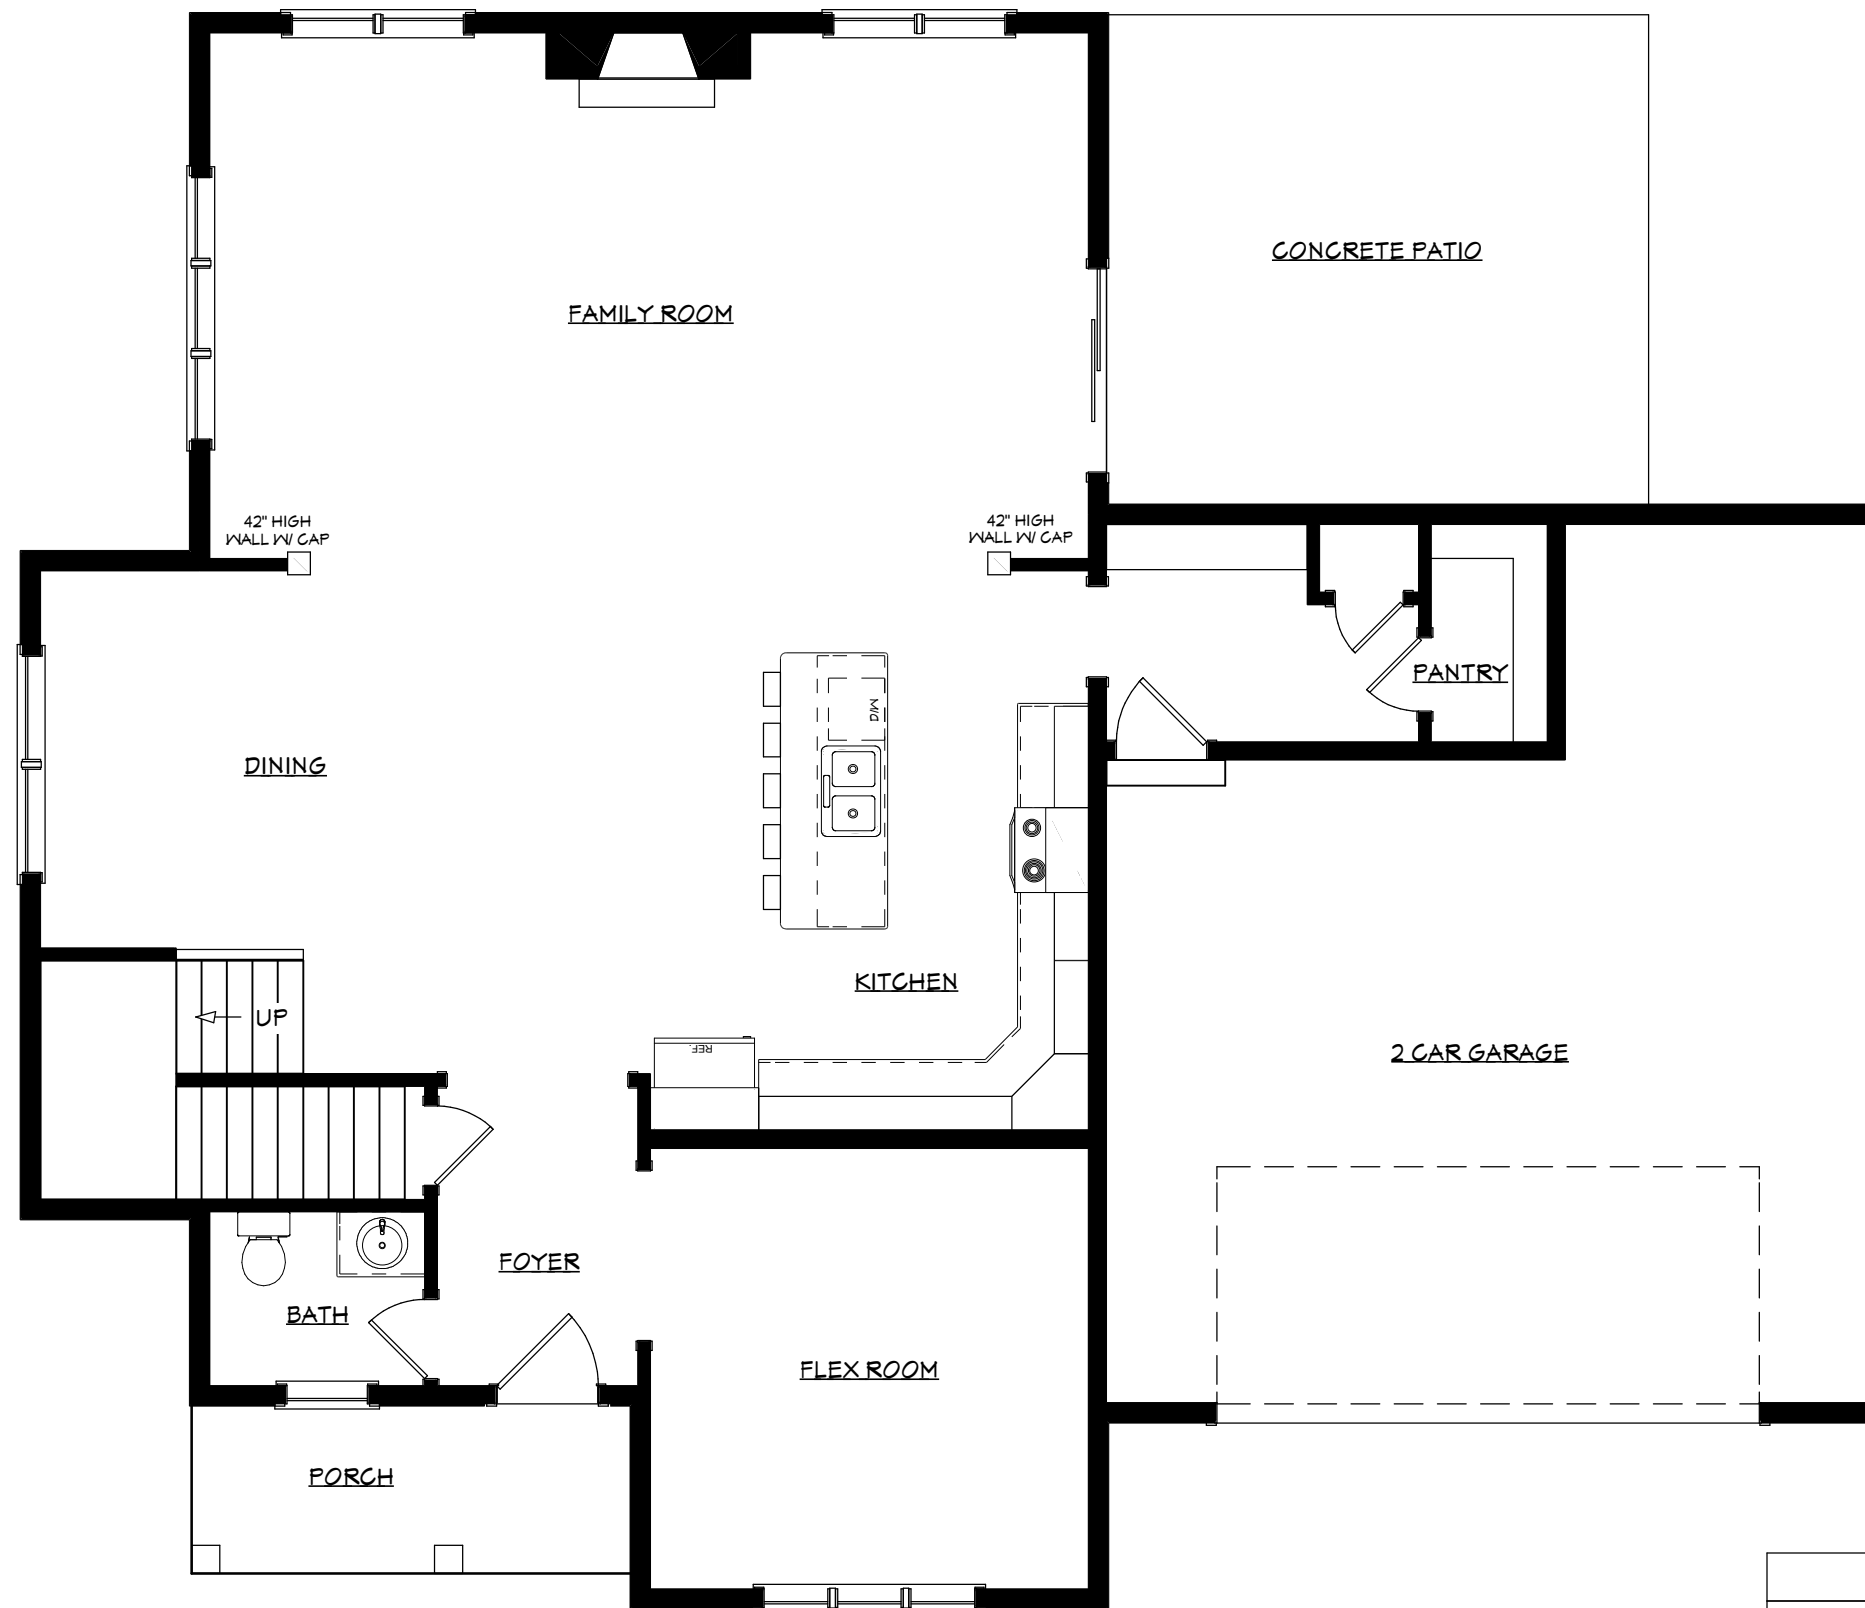 CONCRETE PATIO
FAMILY ROOM
42" HIGH
WALL W/ CAP
42" HIGH
WALL W/ CAP
PANTRY
D/W
DINING
KITCHEN
UP
REF.
2 CAR GARAGE
FOYER
BATH
FLEX ROOM
PORCH